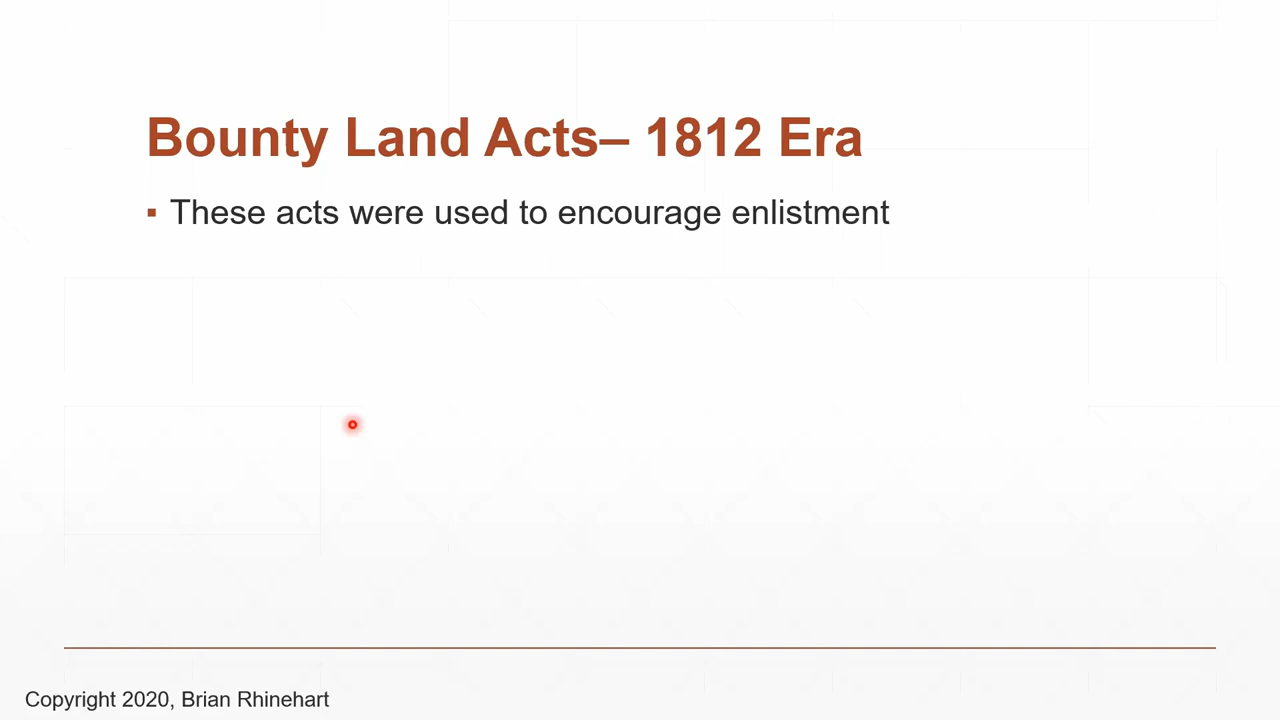 Bounty Land Acts– 1812 Era
▪ These acts were used to encourage enlistment
Copyright 2020, Brian Rhinehart